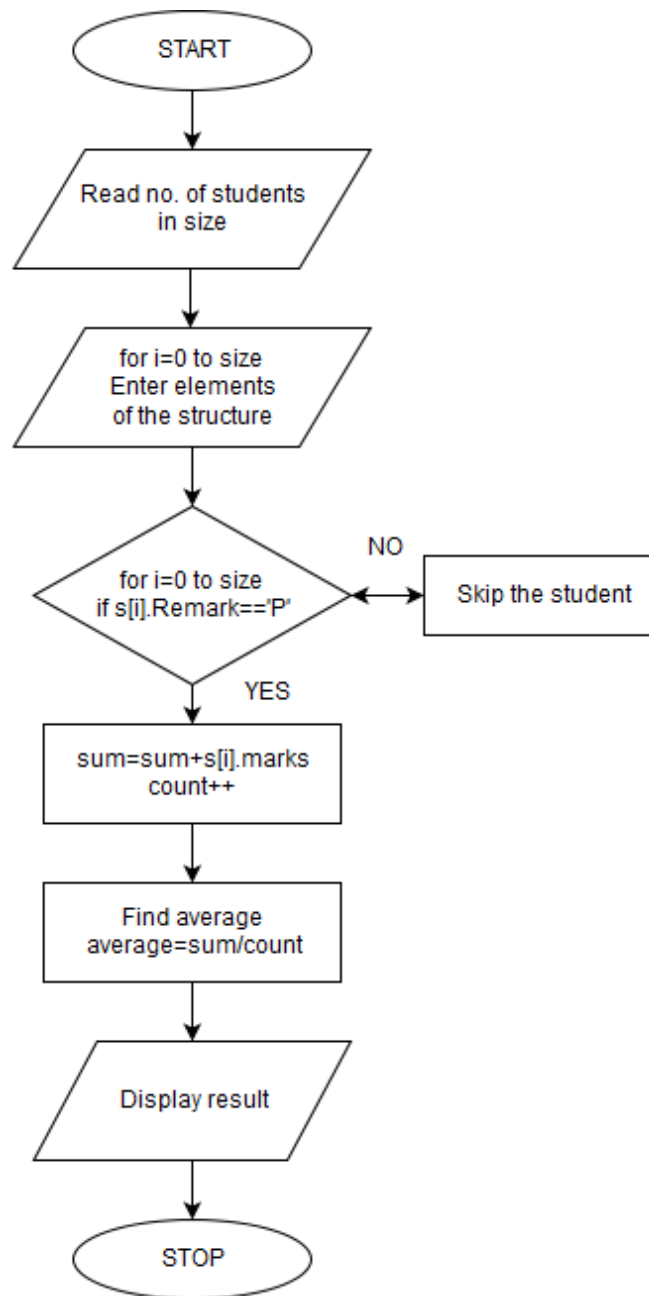 START
Read no. of students
in size
for i=0 to size
Enter elements
of the structure
for i=0 to size
if s[i].Remark=='P'
NO
Skip the student
YES
sum=sum+s[i].marks
count++
Find average
average=sum/count
Display result
STOP